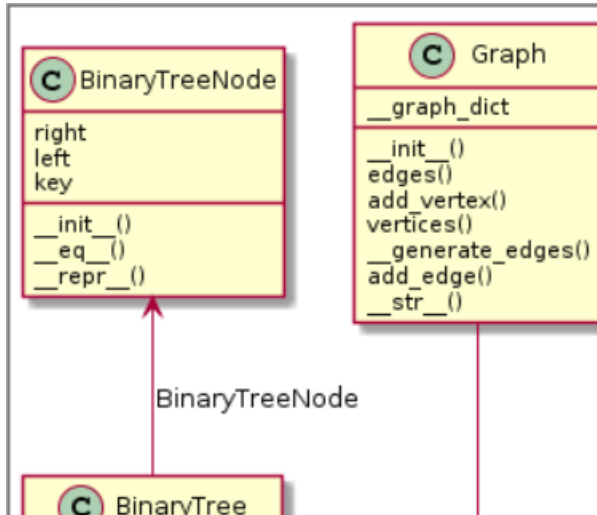 C BinaryTreeNode
right
left
key
__init__()
__eq__()
__repr__()
C Graph
__graph_dict
__init__()
edges()
add_vertex()
vertices()
__generate_edges()
add_edge()
__str__()
BinaryTreeNode
C BinaryTree